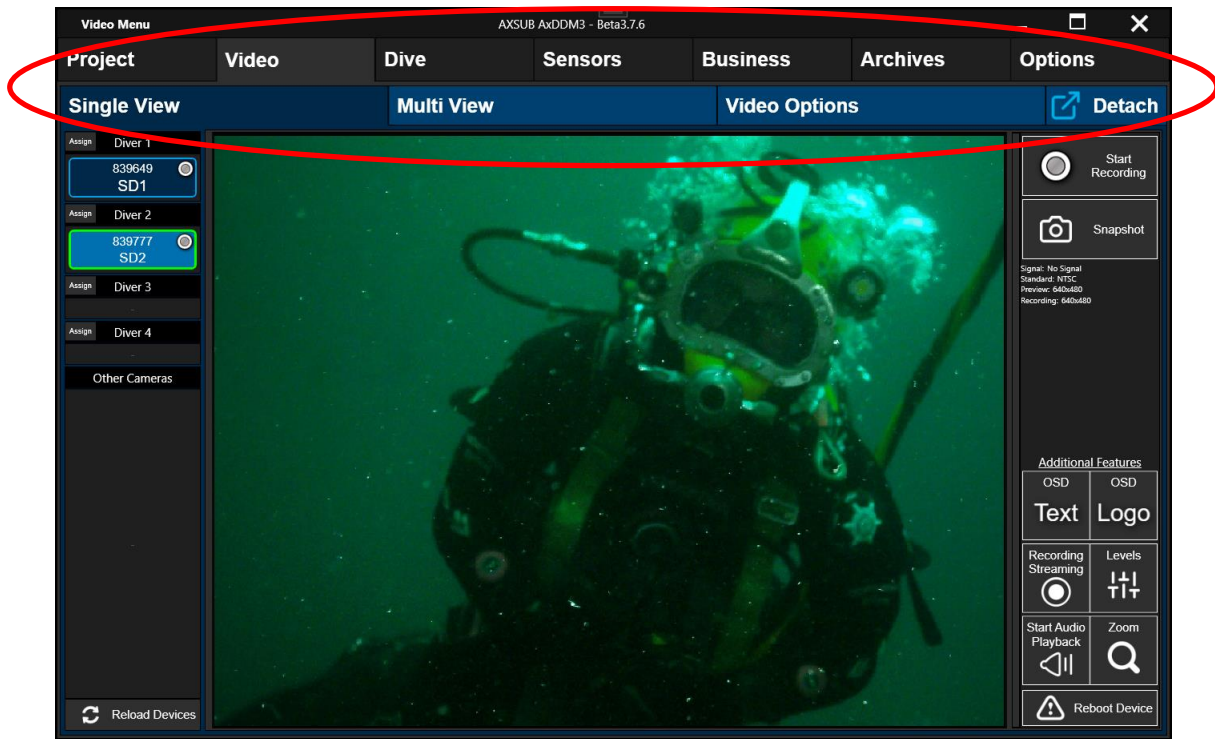 Video Menu
AXSUB AxDDM3 - Beta3.7.6
Project Video Dive Sensors Business Archives Options
Single View Multi View Video Options Detach
Assign Diver 1
839649
SD1
Assign Diver 2
839777
SD2
Assign Diver 3
-
Assign Diver 4
-
Other Cameras
-
Reload Devices
Start
Recording
Snapshot
Signal: No Signal
Standard: NTSC
Preview: 640x480
Recording: 640x480
Additional Features
OSD
Text
OSD
Logo
Recording
Streaming
Levels
Start Audio
Playback
Zoom
Reboot Device